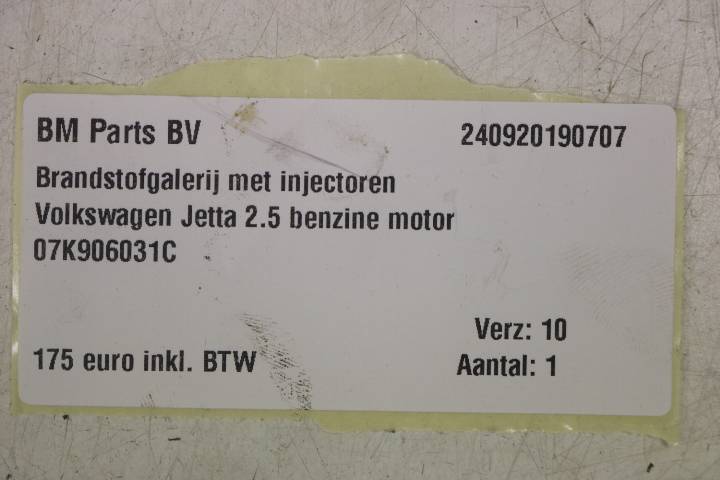 BM Parts BV 240920190707
Brandstofgalerij met injectoren
Volkswagen Jetta 2.5 benzine motor
07K906031C
Verz: 10
175 euro inkl. BTW Aantal: 1